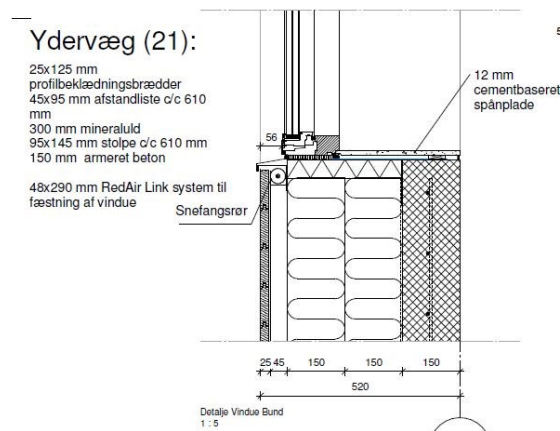 Ydervæg (21):
25x125 mm
profilbeklædningsbrædder
45x95 mm afstandliste c/c 610
mm
300 mm mineraluld
95x145 mm stolpe c/c 610 mm
150 mm armeret beton
48x290 mm RedAir Link system til
fæstning af vindue
Snefangsrør
56
12 mm
cementbaseret
spånplade
5
25 45 150 150 150
520
Detalje Vindue Bund
1 : 5